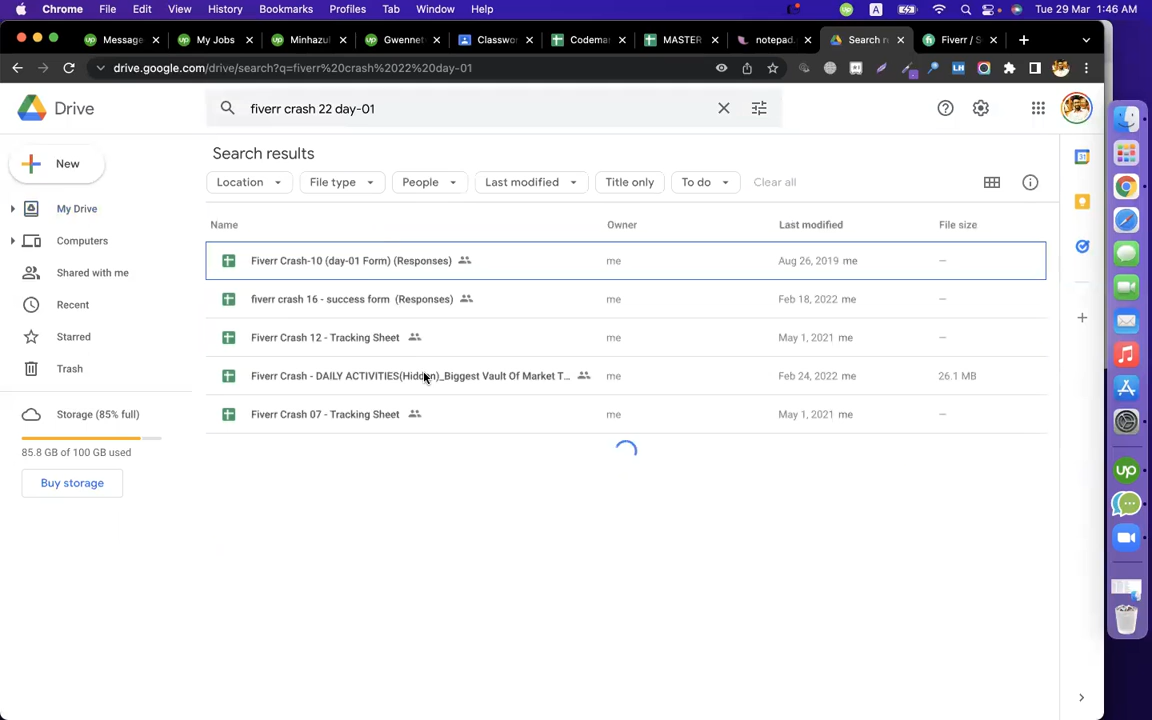 Chrome File Edit View History Bookmarks Profiles Tab Window Help A Tue 29 Mar 1:46 AM
up Message up My Jobs up Minhazul up Gwennet Classwo Codema MASTER notepad. Search r Fiverr / S
drive.google.com/drive/search?q=fiverr%20crash%2022%20day-01
Drive
fiverr crash 22 day-01
New
My Drive
Computers
Shared with me
Recent
Starred
Trash
Storage (85% full)
85.8 GB of 100 GB used
Buy storage
Search results
Location File type People Last modified Title only To do Clear all
Name Owner Last modified File size
Fiverr Crash-10 (day-01 Form) (Responses) me Aug 26, 2019 me –
fiverr crash 16 - success form (Responses) me Feb 18, 2022 me –
Fiverr Crash 12 - Tracking Sheet me May 1, 2021 me –
Fiverr Crash - DAILY ACTIVITIES(Hidden)_Biggest Vault Of Market T... me Feb 24, 2022 me 26.1 MB
Fiverr Crash 07 - Tracking Sheet me May 1, 2021 me –
31
LH
up